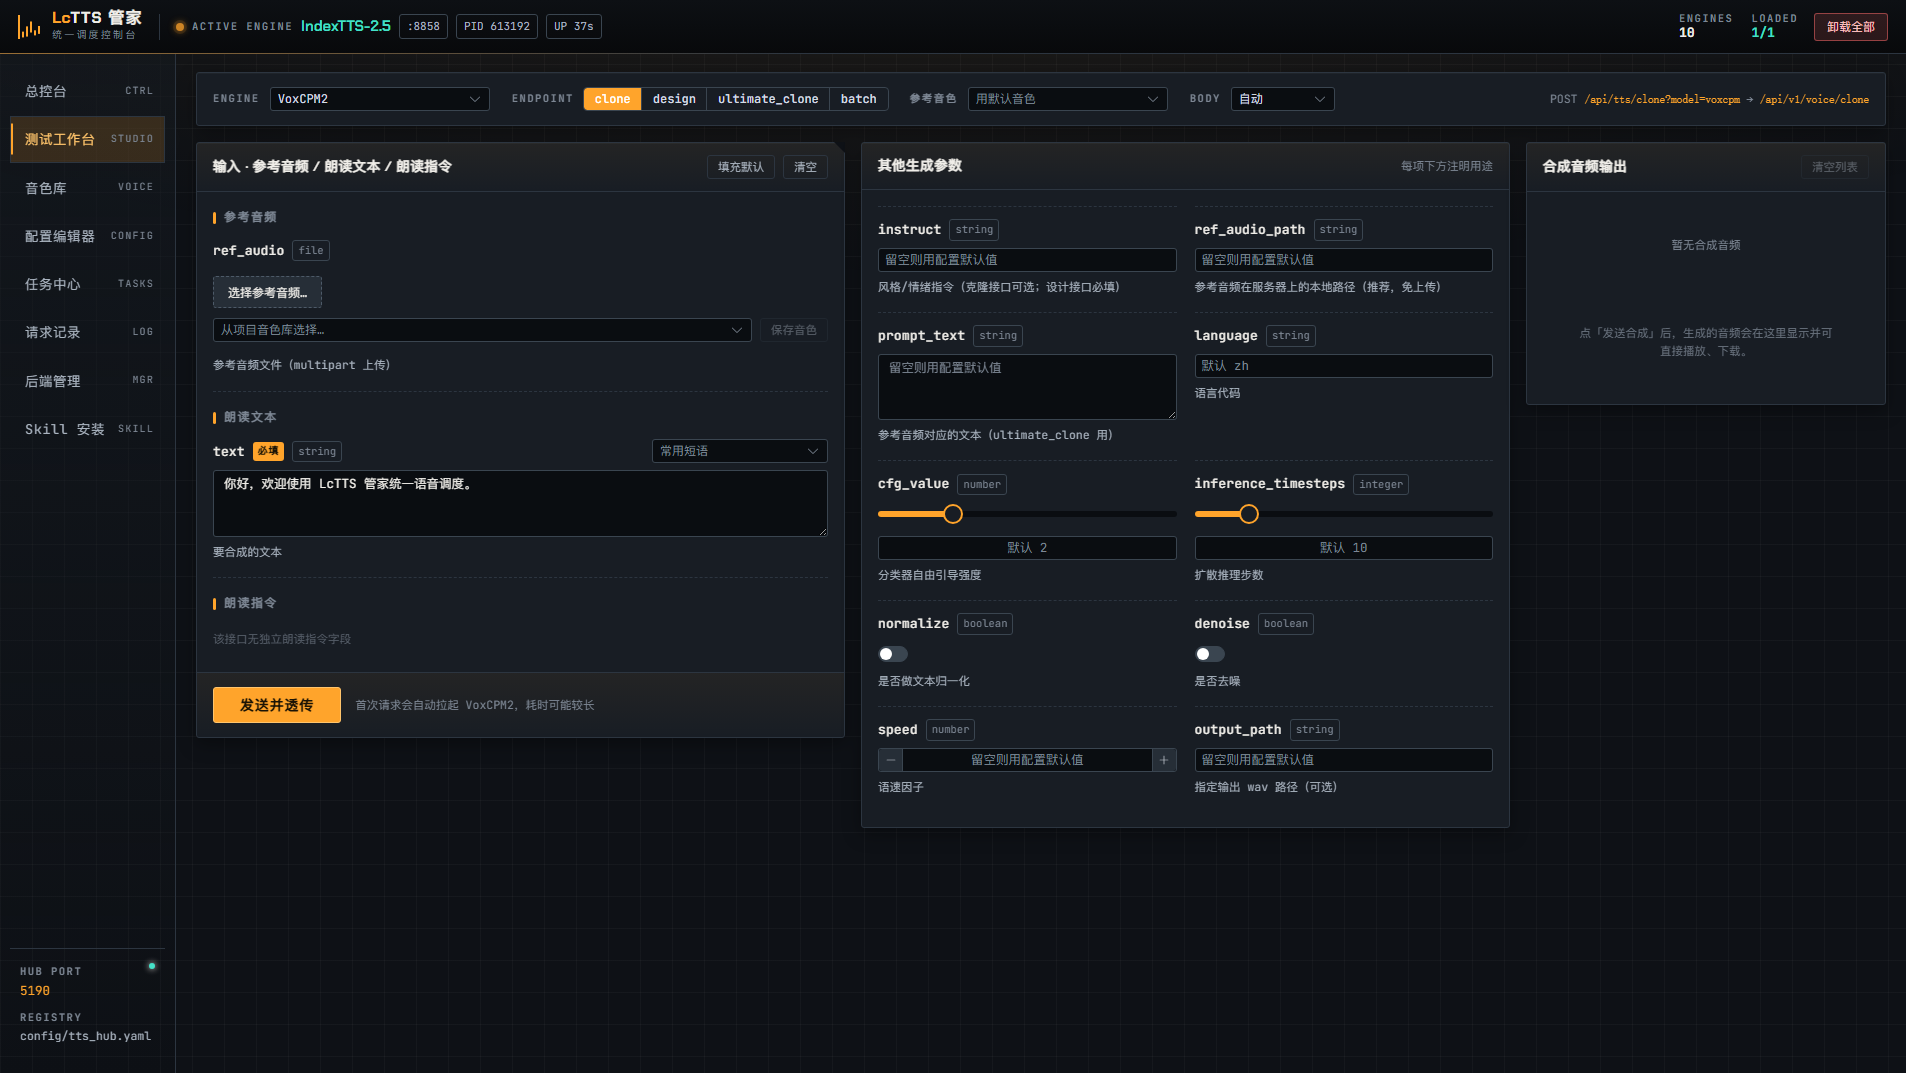 LcTTS 管家
统一调度控制台
ACTIVE ENGINE IndexTTS-2.5 :8858 PID 613192 UP 37s
ENGINES
10
LOADED
1/1
卸载全部
总控台 CTRL
测试工作台 STUDIO
音色库 VOICE
配置编辑器 CONFIG
任务中心 TASKS
请求记录 LOG
后端管理 MGR
Skill 安装 SKILL
HUB PORT
5190
REGISTRY
config/tts_hub.yaml
ENGINE VoxCPM2 ENDPOINT clone design ultimate_clone batch 参考音色 用默认音色 BODY 自动 POST /api/tts/clone?model=voxcpm → /api/v1/voice/clone
输入 · 参考音频 / 朗读文本 / 朗读指令 填充默认 清空
参考音频
ref_audio file
选择参考音频…
从项目音色库选择… 保存音色
参考音频文件 (multipart 上传)
朗读文本
text 必填 string 常用短语
你好，欢迎使用 LcTTS 管家统一语音调度。
要合成的文本
朗读指令
该接口无独立朗读指令字段
发送并透传 首次请求会自动拉起 VoxCPM2，耗时可能较长
其他生成参数 每项下方注明用途
instruct string
留空则用配置默认值
风格/情绪指令（克隆接口可选；设计接口必填）
ref_audio_path string
留空则用配置默认值
参考音频在服务器上的本地路径（推荐，免上传）
prompt_text string
留空则用配置默认值
参考音频对应的文本（ultimate_clone 用）
language string
默认 zh
语言代码
cfg_value number
默认 2
分类器自由引导强度
inference_timesteps integer
默认 10
扩散推理步数
normalize boolean
是否做文本归一化
denoise boolean
是否去噪
speed number
− 留空则用配置默认值 +
语速因子
output_path string
留空则用配置默认值
指定输出 wav 路径（可选）
合成音频输出 清空列表
暂无合成音频
点「发送合成」后，生成的音频会在这里显示并可
直接播放、下载。